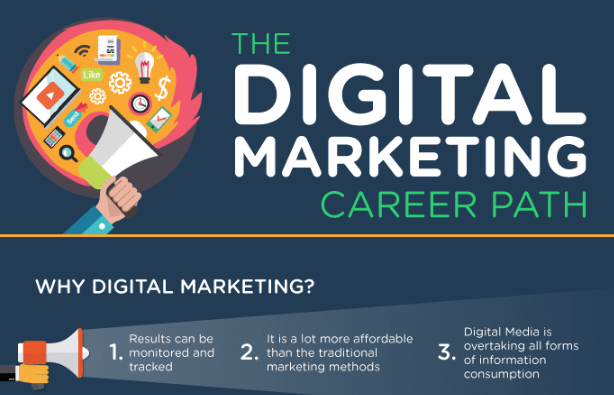 THE
DIGITAL
MARKETING
CAREER PATH
Like
Send
WHY DIGITAL MARKETING?
1. Results can be
monitored and
tracked
2. It is a lot more affordable
than the traditional
marketing methods
3. Digital Media is
overtaking all forms
of information
consumption